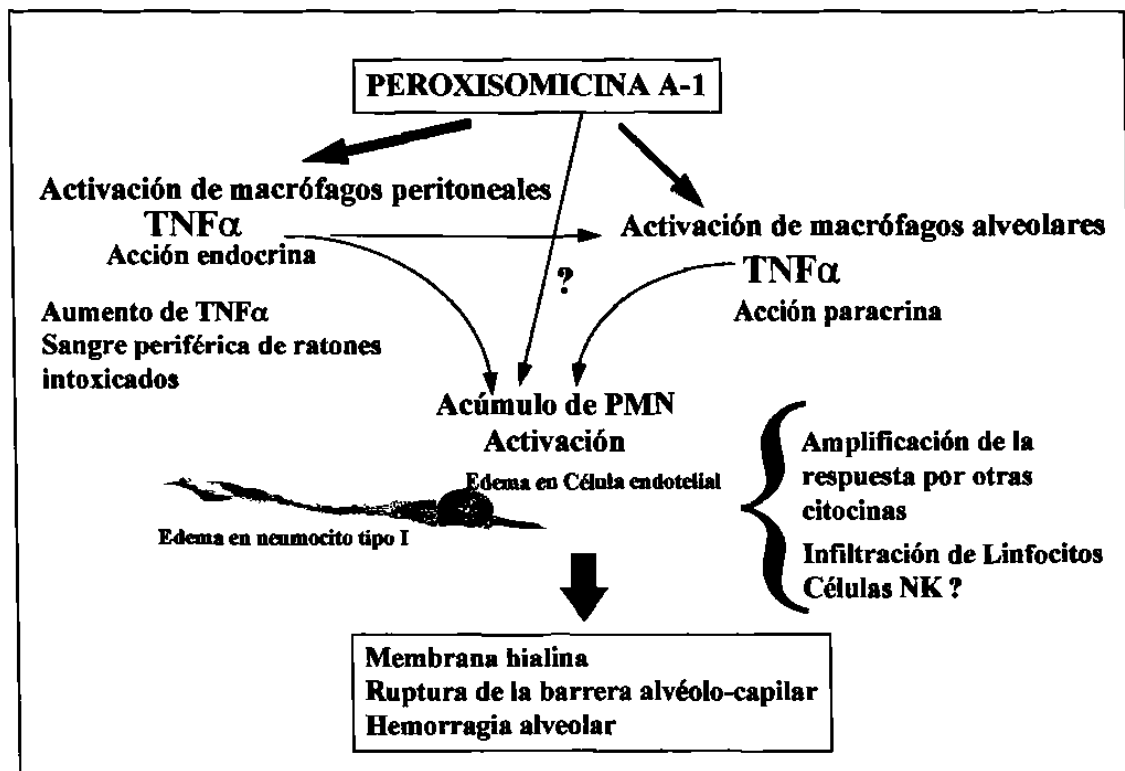 PEROXISOMICINA A-1
Activación de macrófagos peritoneales
TNFα
Acción endocrina
Activación de macrófagos alveolares
TNFα
Acción paracrina
?
Aumento de TNFα
Sangre periférica de ratones
intoxicados
Acúmulo de PMN
Activación
Edema en Célula endotelial
Edema en neumocito tipo I
Amplificación de la
respuesta por otras
citocinas
Infiltración de Linfocitos
Células NK ?
Membrana hialina
Ruptura de la barrera alvéolo-capilar
Hemorragia alveolar